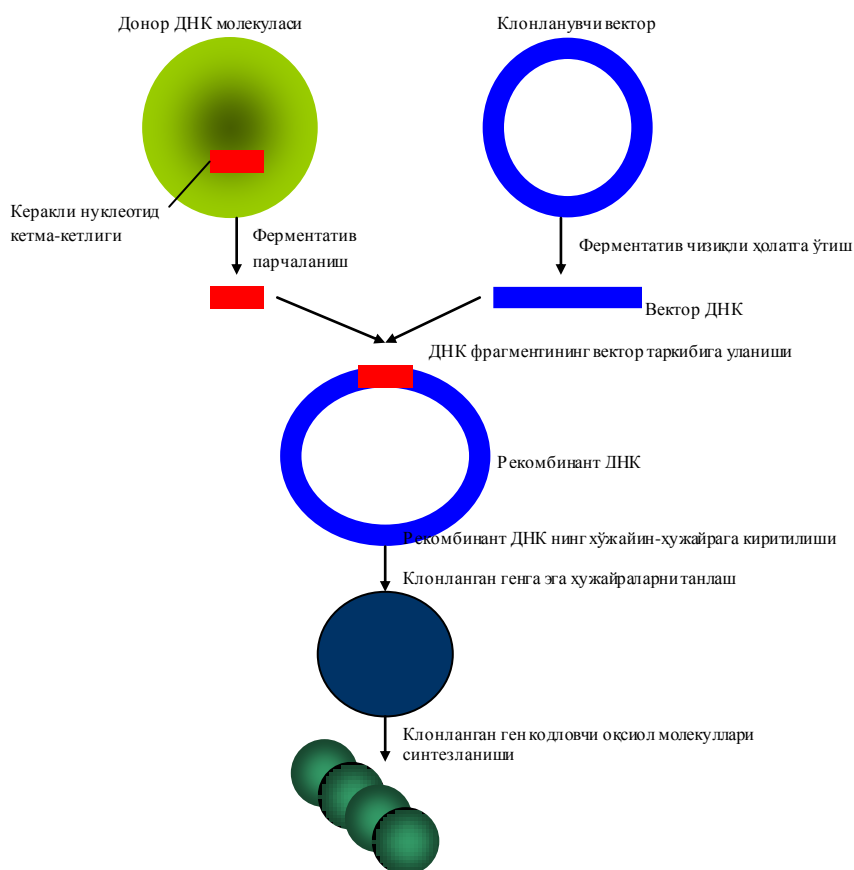 Донор ДНК молекуласи
Клонланувчи вектор
Керакли нуклеотид
кетма-кетлиги
Ферментатив
парчаланиш
Ферментатив чизиқли ҳолатга ўтиш
Вектор ДНК
ДНК фрагментининг вектор таркибига уланиши
Рекомбинант ДНК
Рекомбинант ДНК нинг хўжайин-ҳужайрага киритилиши
Клонланган генга эга ҳужайраларни танлаш
Клонланган ген кодловчи оқсиол молекуллари
синтезланиши